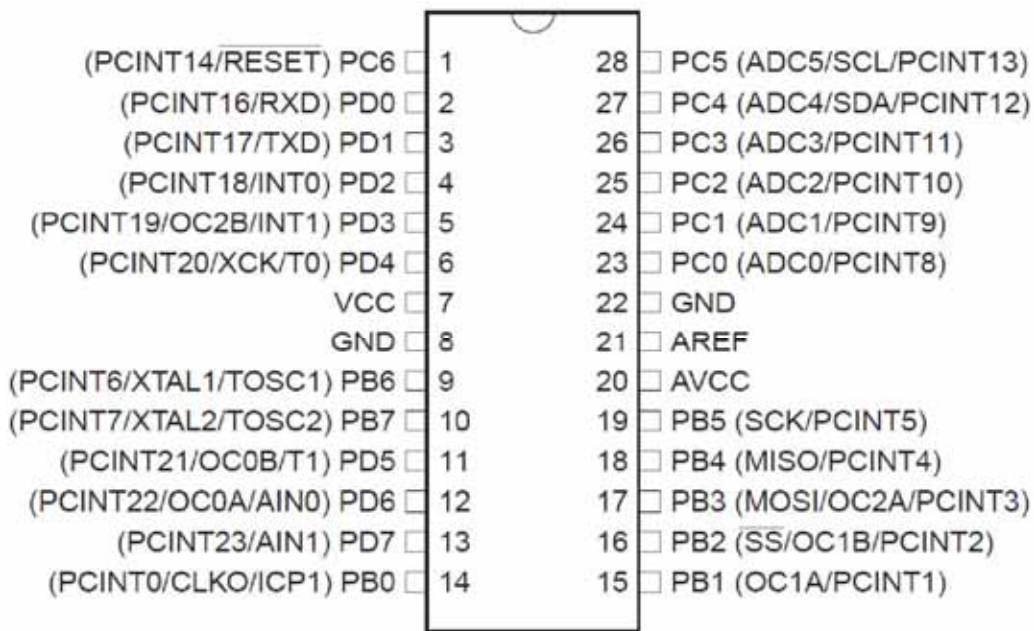 (PCINT14/RESET) PC6 1 28 PC5 (ADC5/SCL/PCINT13)
(PCINT16/RXD) PD0 2 27 PC4 (ADC4/SDA/PCINT12)
(PCINT17/TXD) PD1 3 26 PC3 (ADC3/PCINT11)
(PCINT18/INT0) PD2 4 25 PC2 (ADC2/PCINT10)
(PCINT19/OC2B/INT1) PD3 5 24 PC1 (ADC1/PCINT9)
(PCINT20/XCK/T0) PD4 6 23 PC0 (ADC0/PCINT8)
VCC 7 22 GND
GND 8 21 AREF
(PCINT6/XTAL1/TOSC1) PB6 9 20 AVCC
(PCINT7/XTAL2/TOSC2) PB7 10 19 PB5 (SCK/PCINT5)
(PCINT21/OC0B/T1) PD5 11 18 PB4 (MISO/PCINT4)
(PCINT22/OC0A/AIN0) PD6 12 17 PB3 (MOSI/OC2A/PCINT3)
(PCINT23/AIN1) PD7 13 16 PB2 (SS/OC1B/PCINT2)
(PCINT0/CLKO/ICP1) PB0 14 15 PB1 (OC1A/PCINT1)